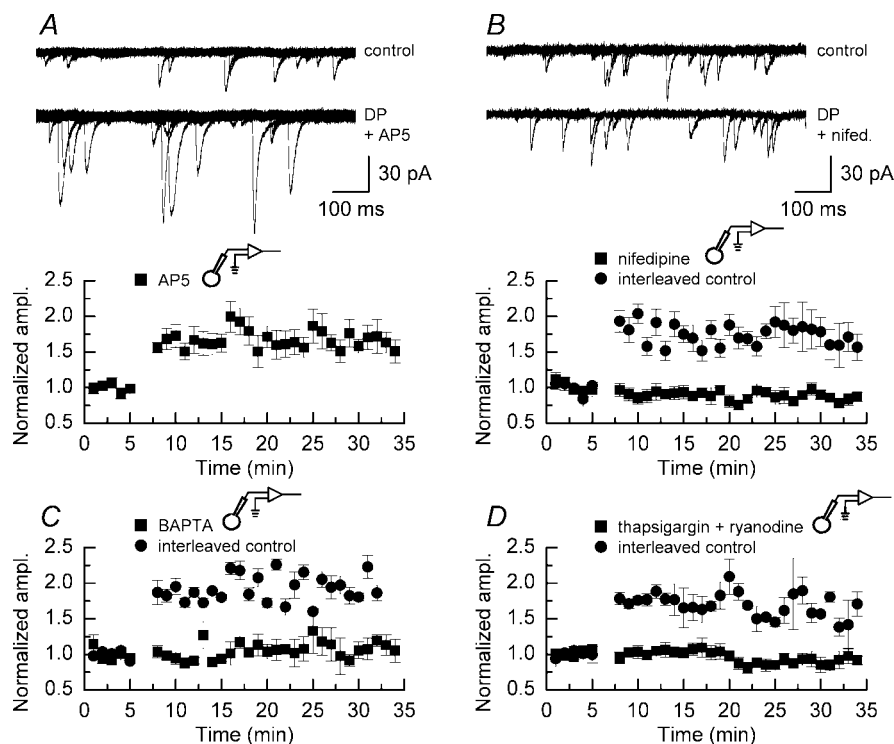 A
control
DP
+ AP5
30 pA
100 ms
AP5
Normalized ampl.
2.5
2.0
1.5
1.0
0.5
0 5 10 15 20 25 30 35
Time (min)
B
control
DP
+ nifed.
30 pA
100 ms
nifedipine
interleaved control
Normalized ampl.
2.5
2.0
1.5
1.0
0.5
0 5 10 15 20 25 30 35
Time (min)
C
BAPTA
interleaved control
Normalized ampl.
2.5
2.0
1.5
1.0
0.5
0 5 10 15 20 25 30 35
Time (min)
D
thapsigargin + ryanodine
interleaved control
Normalized ampl.
2.5
2.0
1.5
1.0
0.5
0 5 10 15 20 25 30 35
Time (min)